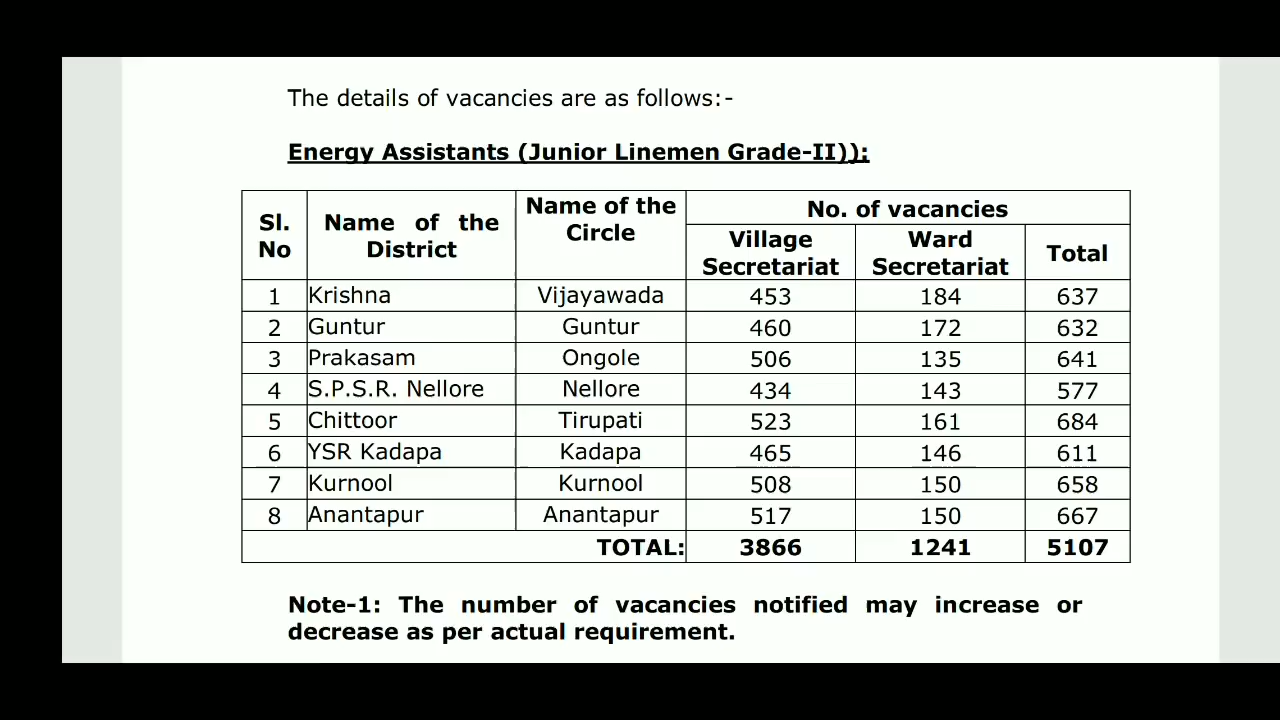 The details of vacancies are as follows:-
Energy Assistants (Junior Linemen Grade-II)):
Sl. No Name of the District Name of the Circle No. of vacancies
Village Secretariat Ward Secretariat Total
1 Krishna Vijayawada 453 184 637
2 Guntur Guntur 460 172 632
3 Prakasam Ongole 506 135 641
4 S.P.S.R. Nellore Nellore 434 143 577
5 Chittoor Tirupati 523 161 684
6 YSR Kadapa Kadapa 465 146 611
7 Kurnool Kurnool 508 150 658
8 Anantapur Anantapur 517 150 667
TOTAL: 3866 1241 5107
Note-1: The number of vacancies notified may increase or
decrease as per actual requirement.